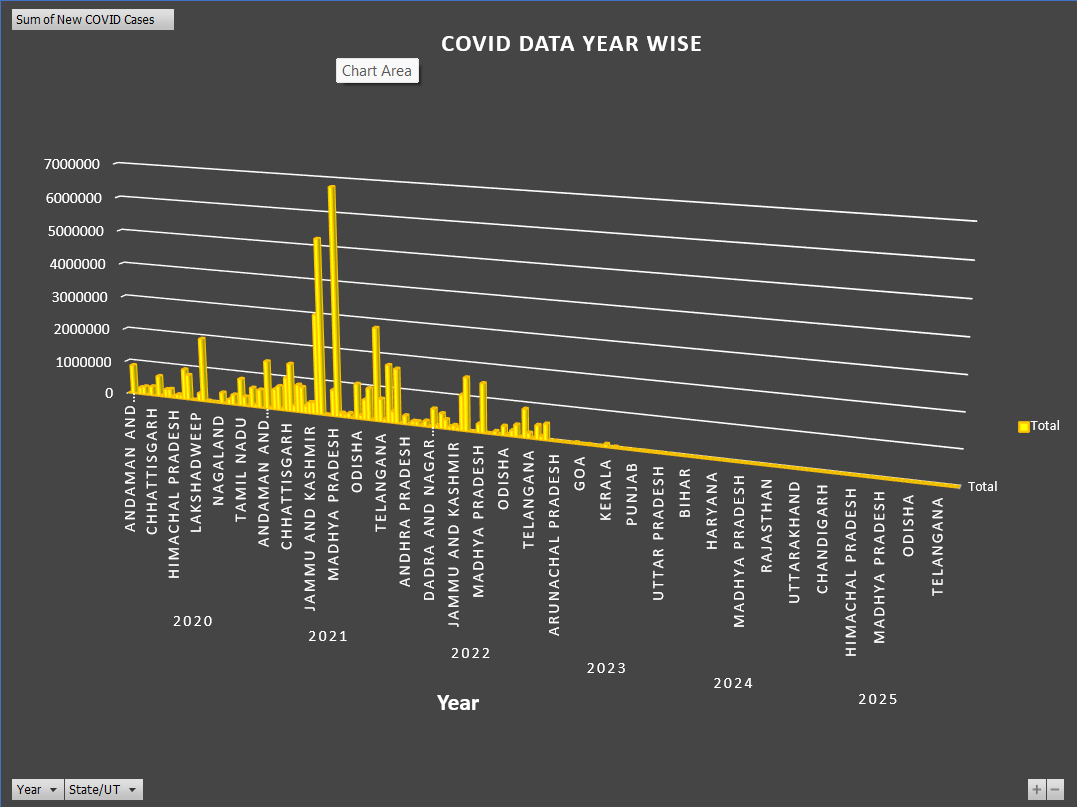 Sum of New COVID Cases
COVID DATA YEAR WISE
Chart Area
7000000
6000000
5000000
4000000
3000000
2000000
1000000
0
Total
Total
ANDAMAN AND…
CHHATTISGARH
HIMACHAL PRADESH
LAKSHADWEEP
NAGALAND
TAMIL NADU
ANDAMAN AND…
CHHATTISGARH
JAMMU AND KASHMIR
MADHYA PRADESH
ODISHA
TELANGANA
ANDHRA PRADESH
DADRA AND NAGAR…
JAMMU AND KASHMIR
MADHYA PRADESH
ODISHA
TELANGANA
ARUNACHAL PRADESH
GOA
KERALA
PUNJAB
UTTAR PRADESH
BIHAR
HARYANA
MADHYA PRADESH
RAJASTHAN
UTTARAKHAND
CHANDIGARH
HIMACHAL PRADESH
MADHYA PRADESH
ODISHA
TELANGANA
2020
2021
2022
2023
2024
2025
Year
Year
State/UT